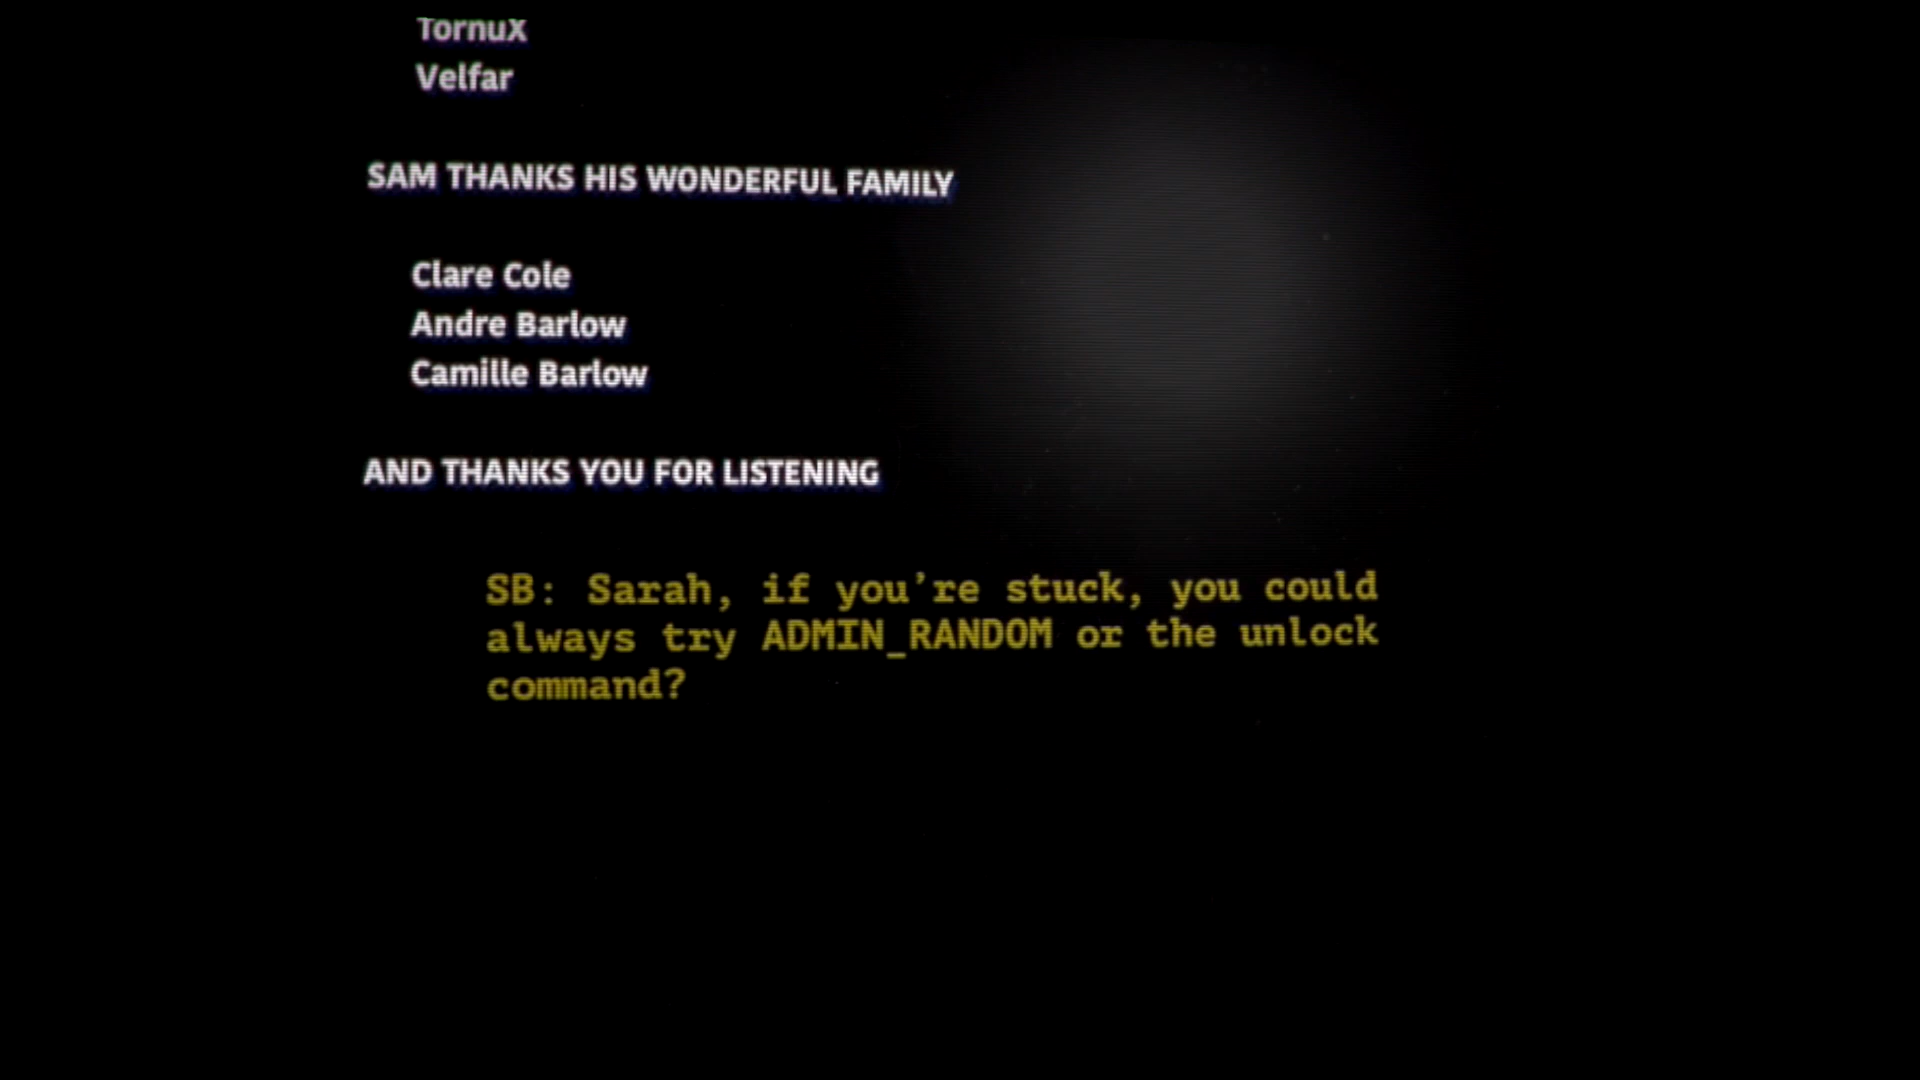 TornuX
Velfar
SAM THANKS HIS WONDERFUL FAMILY
Clare Cole
Andre Barlow
Camille Barlow
AND THANKS YOU FOR LISTENING
SB: Sarah, if you're stuck, you could
always try ADMIN_RANDOM or the unlock
command?